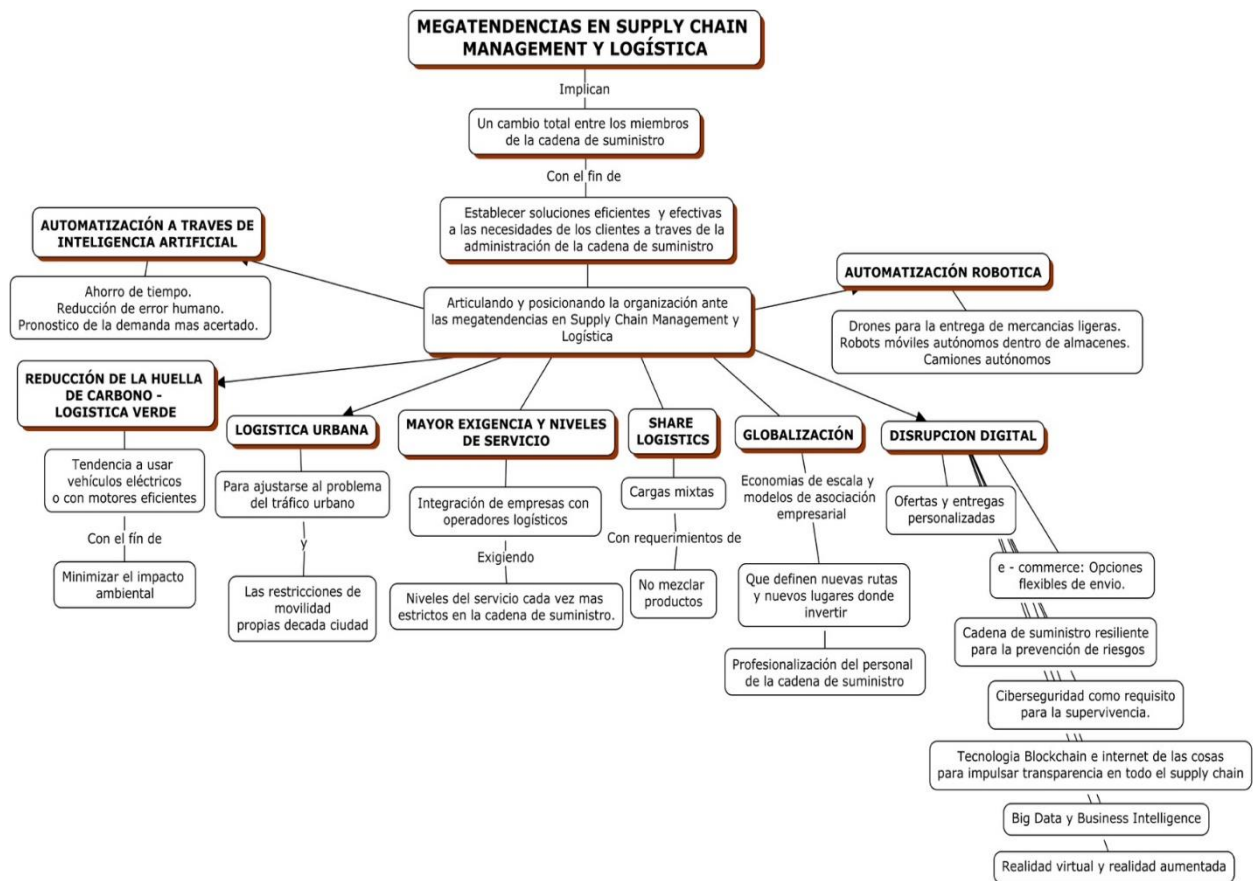 MEGATENDENCIAS EN SUPPLY CHAIN
MANAGEMENT Y LOGÍSTICA
Implican
Un cambio total entre los miembros
de la cadena de suministro
Con el fin de
Establecer soluciones eficientes y efectivas
a las necesidades de los clientes a traves de la
administración de la cadena de suministro
Articulando y posicionando la organización ante
las megatendencias en Supply Chain Management y
Logística
AUTOMATIZACIÓN A TRAVES DE
INTELIGENCIA ARTIFICIAL
Ahorro de tiempo.
Reducción de error humano.
Pronostico de la demanda mas acertado.
AUTOMATIZACIÓN ROBOTICA
Drones para la entrega de mercancias ligeras.
Robots móviles autónomos dentro de almacenes.
Camiones autónomos
REDUCCIÓN DE LA HUELLA
DE CARBONO -
LOGISTICA VERDE
Tendencia a usar
vehículos eléctricos
o con motores eficientes
Con el fín de
Minimizar el impacto
ambiental
LOGISTICA URBANA
Para ajustarse al problema
del tráfico urbano
y
Las restricciones de
movilidad
propias decada ciudad
MAYOR EXIGENCIA Y NIVELES
DE SERVICIO
Integración de empresas con
operadores logísticos
Exigiendo
Niveles del servicio cada vez mas
estrictos en la cadena de suministro.
SHARE
LOGISTICS
Cargas mixtas
Con requerimientos de
No mezclar
productos
GLOBALIZACIÓN
Economias de escala y
modelos de asociación
empresarial
Que definen nuevas rutas
y nuevos lugares donde
invertir
Profesionalización del personal
de la cadena de suministro
DISRUPCION DIGITAL
Ofertas y entregas
personalizadas
e - commerce: Opciones
flexibles de envio.
Cadena de suministro resiliente
para la prevención de riesgos
Ciberseguridad como requisito
para la supervivencia.
Tecnologia Blockchain e internet de las cosas
para impulsar transparencia en todo el supply chain
Big Data y Business Intelligence
Realidad virtual y realidad aumentada